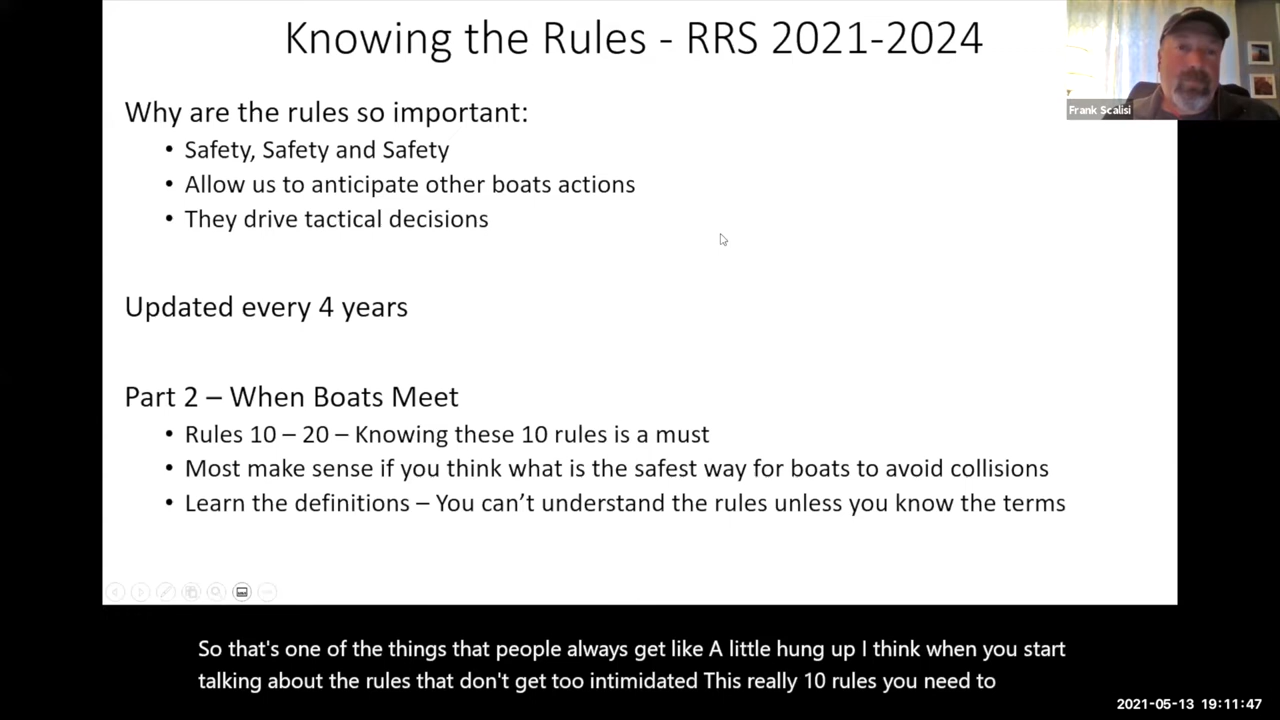 Knowing the Rules - RRS 2021-2024
Frank Scalisi
Why are the rules so important:
• Safety, Safety and Safety
• Allow us to anticipate other boats actions
• They drive tactical decisions
Updated every 4 years
Part 2 – When Boats Meet
• Rules 10 – 20 – Knowing these 10 rules is a must
• Most make sense if you think what is the safest way for boats to avoid collisions
• Learn the definitions – You can’t understand the rules unless you know the terms
So that's one of the things that people always get like A little hung up I think when you start
talking about the rules that don't get too intimidated This really 10 rules you need to
2021-05-13 19:11:47